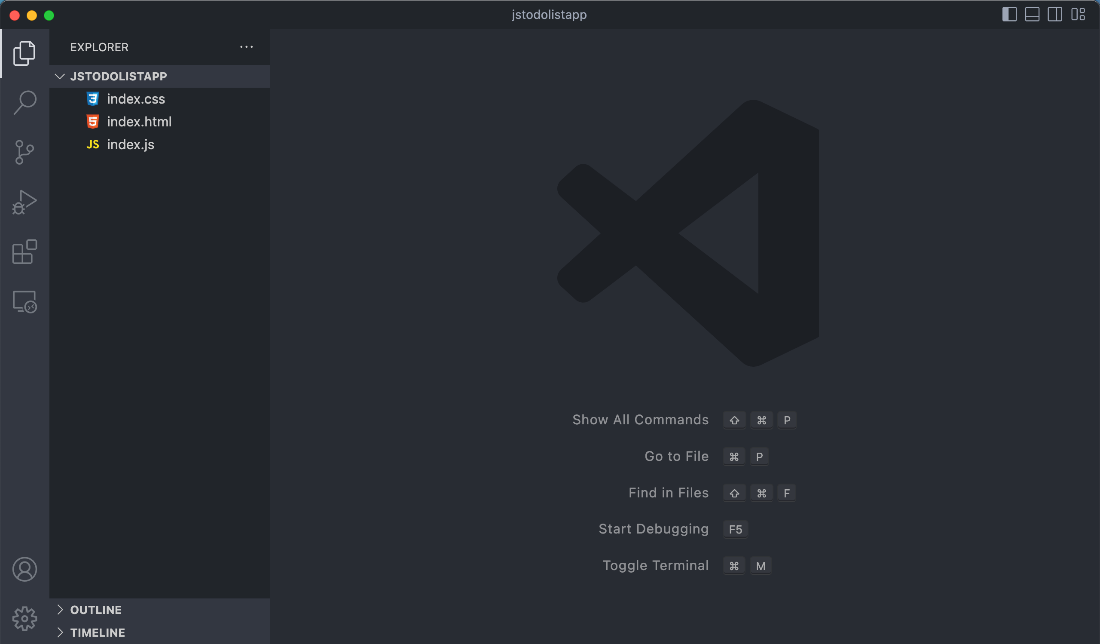 jstodolistapp
EXPLORER
JSTODOLISTAPP
index.css
index.html
JS index.js
Show All Commands ⇧ ⌘ P
Go to File ⌘ P
Find in Files ⇧ ⌘ F
Start Debugging F5
Toggle Terminal ⌘ M
OUTLINE
TIMELINE